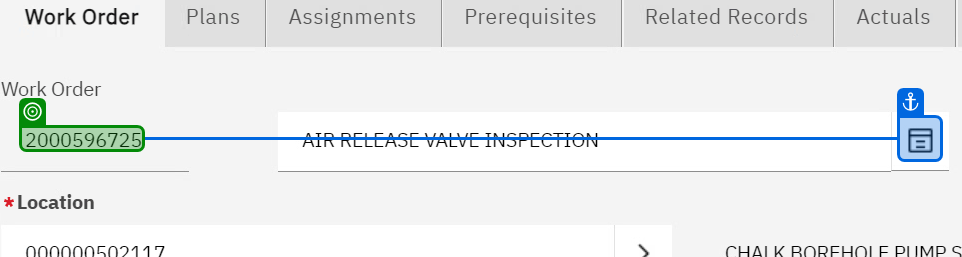 Work Order Plans Assignments Prerequisites Related Records Actuals
Work Order
2000596725 AIR RELEASE VALVE INSPECTION
*Location
000000502117 CHALK BOREHOLE PUMP S